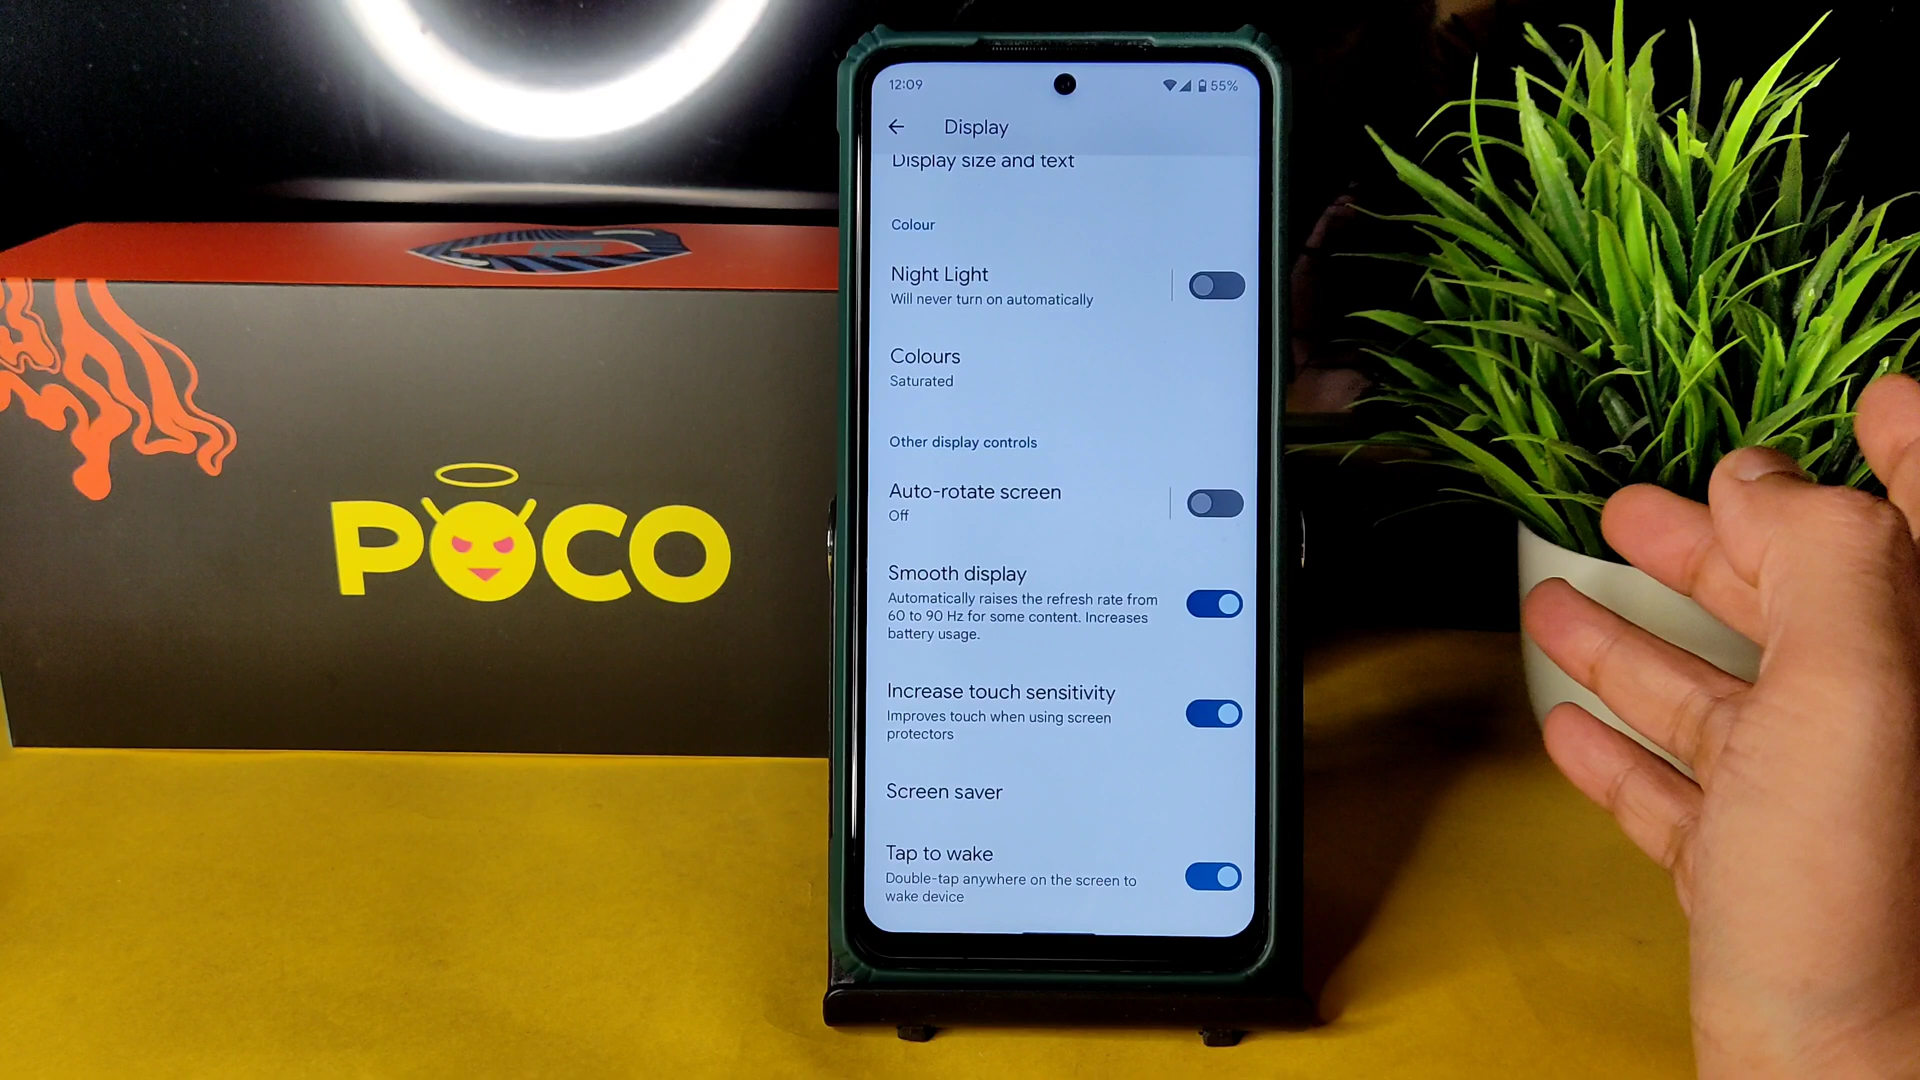 12:09
55%
Display
Display size and text
Colour
Night Light
Will never turn on automatically
Colours
Saturated
Other display controls
Auto-rotate screen
Off
Smooth display
Automatically raises the refresh rate from
60 to 90 Hz for some content. Increases
battery usage.
Increase touch sensitivity
Improves touch when using screen
protectors
Screen saver
Tap to wake
Double-tap anywhere on the screen to
wake device
POCO